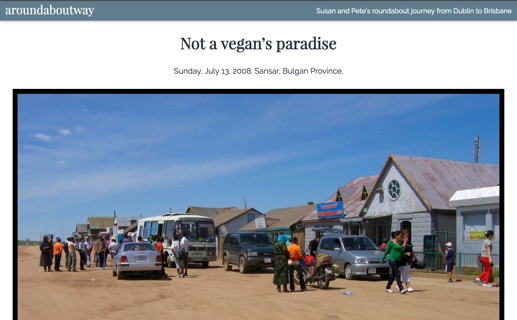 aroundaboutway
Susan and Pete's roundabout journey from Dublin to Brisbane
Not a vegan’s paradise
Sunday, July 13, 2008. Sansar, Bulgan Province.